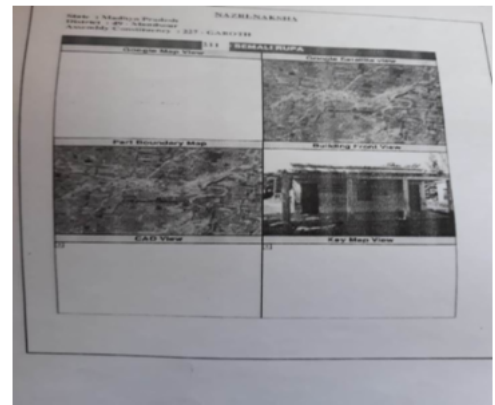 NAZRI NAKSHA
State : Madhya Pradesh
District : 49 - Mandsaur
Assembly Constituency : 227 : GAROTH
SEMALI RUPA
Google Map View
Google Satellite view
Part Boundary Map
Building Front View
CAD View
Key Map View